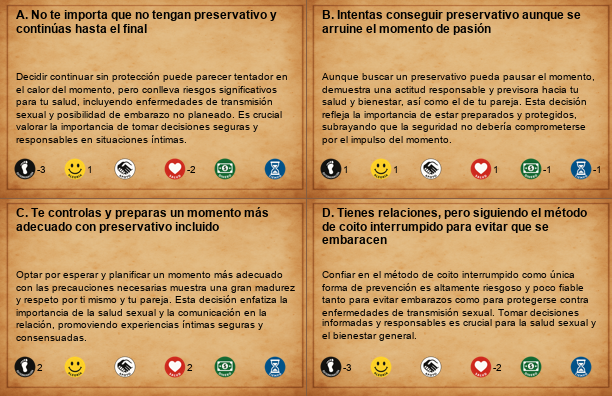 A. No te importa que no tengan preservativo y
continúas hasta el final
Decidir continuar sin protección puede parecer tentador en
el calor del momento, pero conlleva riesgos significativos
para tu salud, incluyendo enfermedades de transmisión
sexual y posibilidad de embarazo no planeado. Es crucial
valorar la importancia de tomar decisiones seguras y
responsables en situaciones íntimas.
-3 1 -2
B. Intentas conseguir preservativo aunque se
arruine el momento de pasión
Aunque buscar un preservativo pueda pausar el momento,
demuestra una actitud responsable y previsora hacia tu
salud y bienestar, así como el de tu pareja. Esta decisión
refleja la importancia de estar preparados y protegidos,
subrayando que la seguridad no debería comprometerse
por el impulso del momento.
1 1 1 -1 -1
C. Te controlas y preparas un momento más
adecuado con preservativo incluido
Optar por esperar y planificar un momento más adecuado
con las precauciones necesarias muestra una gran madurez
y respeto por ti mismo y tu pareja. Esta decisión enfatiza la
importancia de la salud sexual y la comunicación en la
relación, promoviendo experiencias íntimas seguras y
consensuadas.
2 2
D. Tienes relaciones, pero siguiendo el método
de coito interrumpido para evitar que se
embaracen
Confiar en el método de coito interrumpido como única
forma de prevención es altamente riesgoso y poco fiable
tanto para evitar embarazos como para protegerse contra
enfermedades de transmisión sexual. Tomar decisiones
informadas y responsables es crucial para la salud sexual y
el bienestar general.
-3 -2